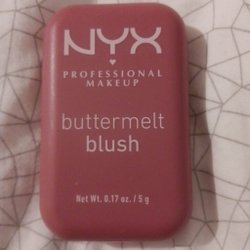 NYX
PROFESSIONAL
MAKEUP
buttermelt
blush
Net Wt. 0.17 oz. / 5 g